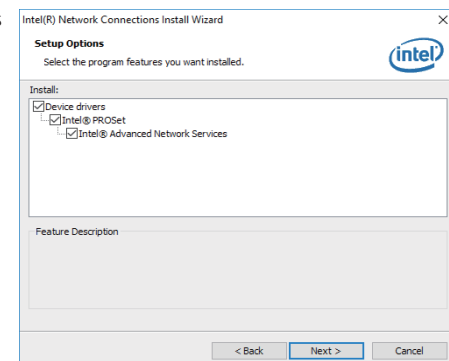 Intel(R) Network Connections Install Wizard
Setup Options
Select the program features you want installed.
intel
Install:
Device drivers
Intel® PROSet
Intel® Advanced Network Services
Feature Description
< Back
Next >
Cancel